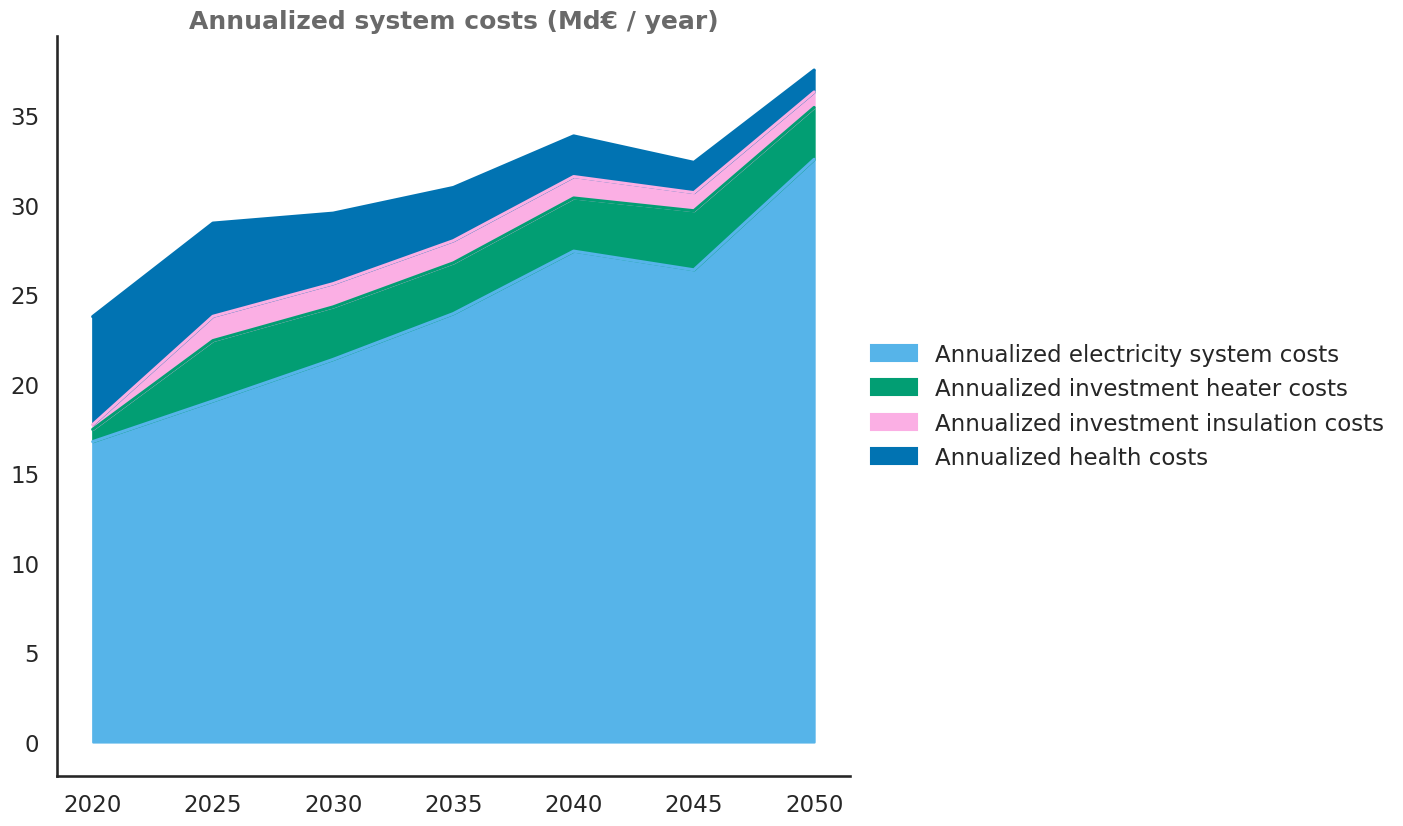 Annualized system costs (Md€ / year)
35
30
25
20
15
10
5
0
2020 2025 2030 2035 2040 2045 2050
Annualized electricity system costs
Annualized investment heater costs
Annualized investment insulation costs
Annualized health costs